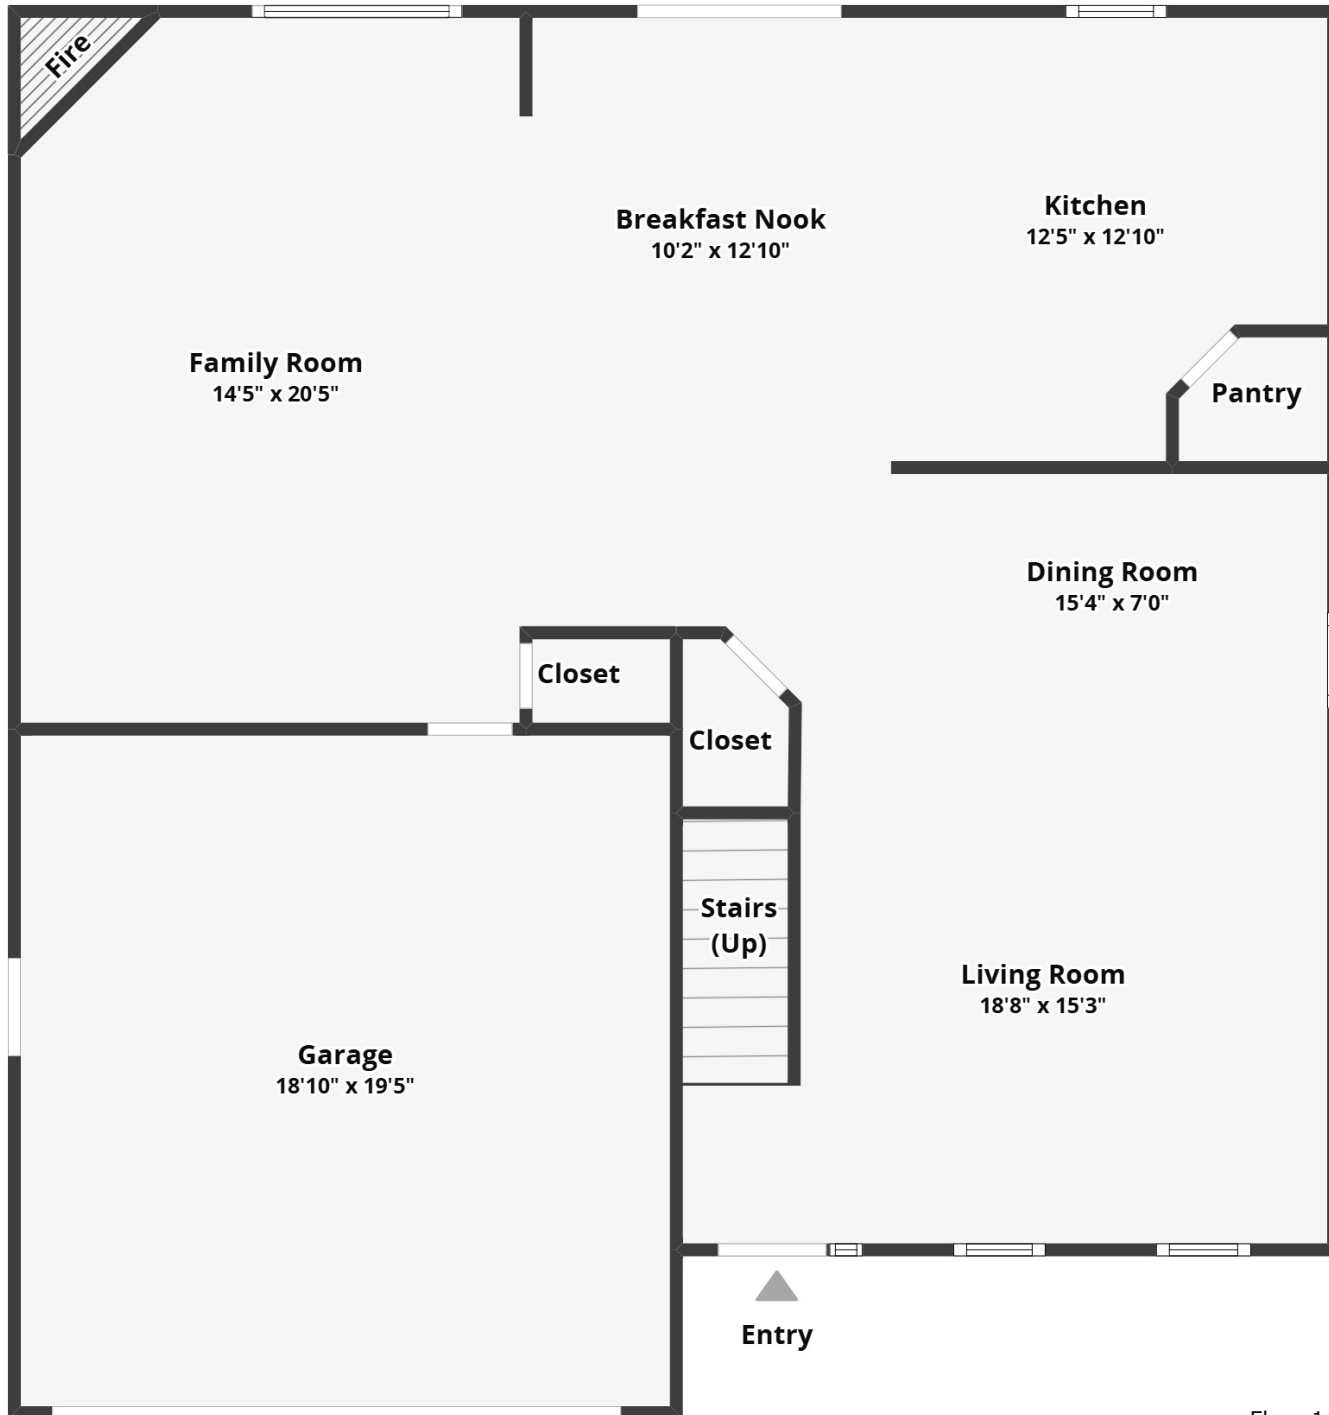 Fire
Breakfast Nook
10'2" x 12'10"
Kitchen
12'5" x 12'10"
Family Room
14'5" x 20'5"
Pantry
Dining Room
15'4" x 7'0"
Closet
Closet
Stairs
(Up)
Living Room
18'8" x 15'3"
Garage
18'10" x 19'5"
Entry